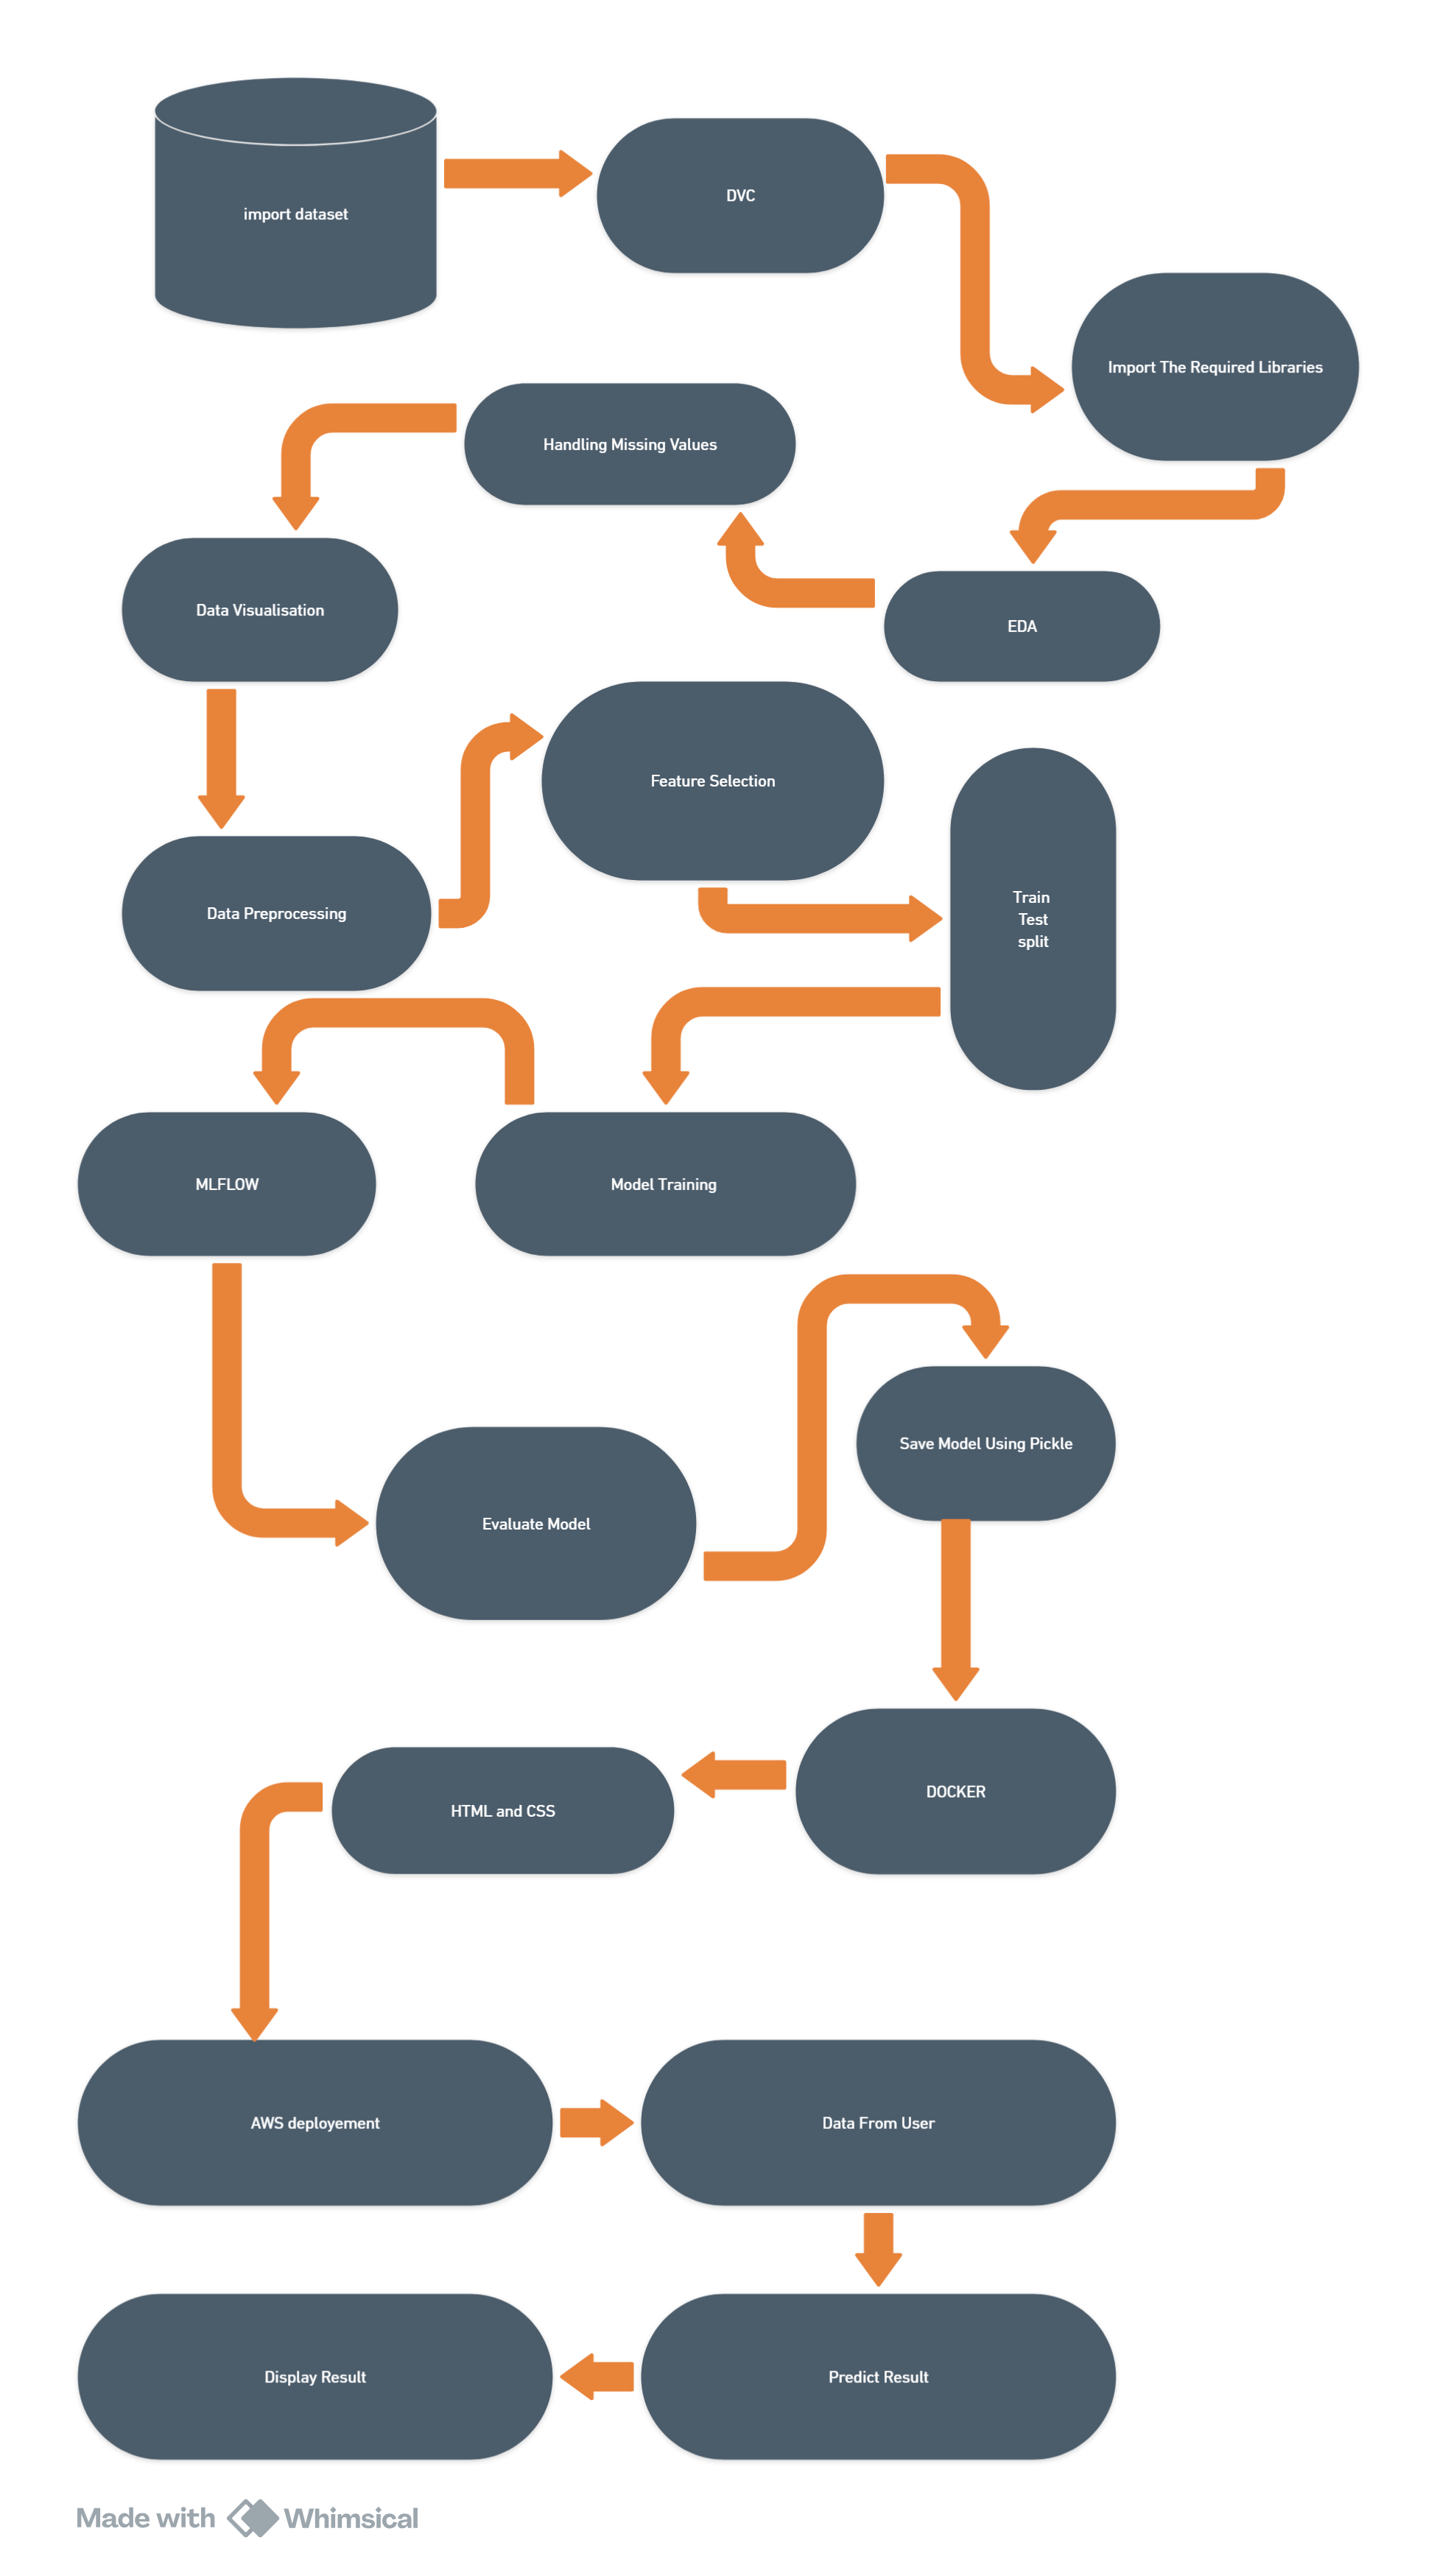 import dataset
DVC
Import The Required Libraries
Handling Missing Values
Data Visualisation
EDA
Feature Selection
Data Preprocessing
Train
Test
split
MLFLOW
Model Training
Save Model Using Pickle
Evaluate Model
DOCKER
HTML and CSS
AWS deployement
Data From User
Display Result
Predict Result
Made with Whimsical